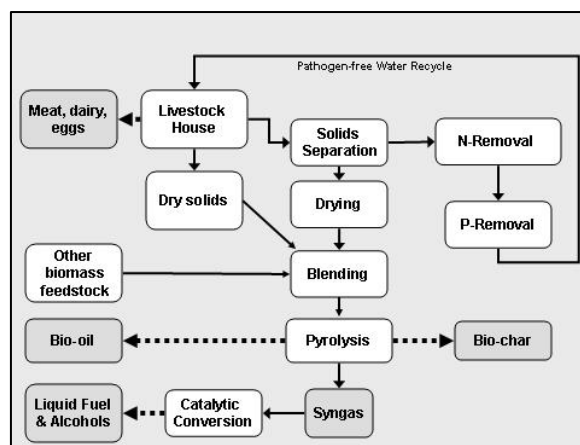 Pathogen-free Water Recycle
Meat, dairy,
eggs
Livestock
House
Solids
Separation
N-Removal
Dry solids
Drying
P-Removal
Other
biomass
feedstock
Blending
Bio-oil
Pyrolysis
Bio-char
Liquid Fuel
& Alcohols
Catalytic
Conversion
Syngas